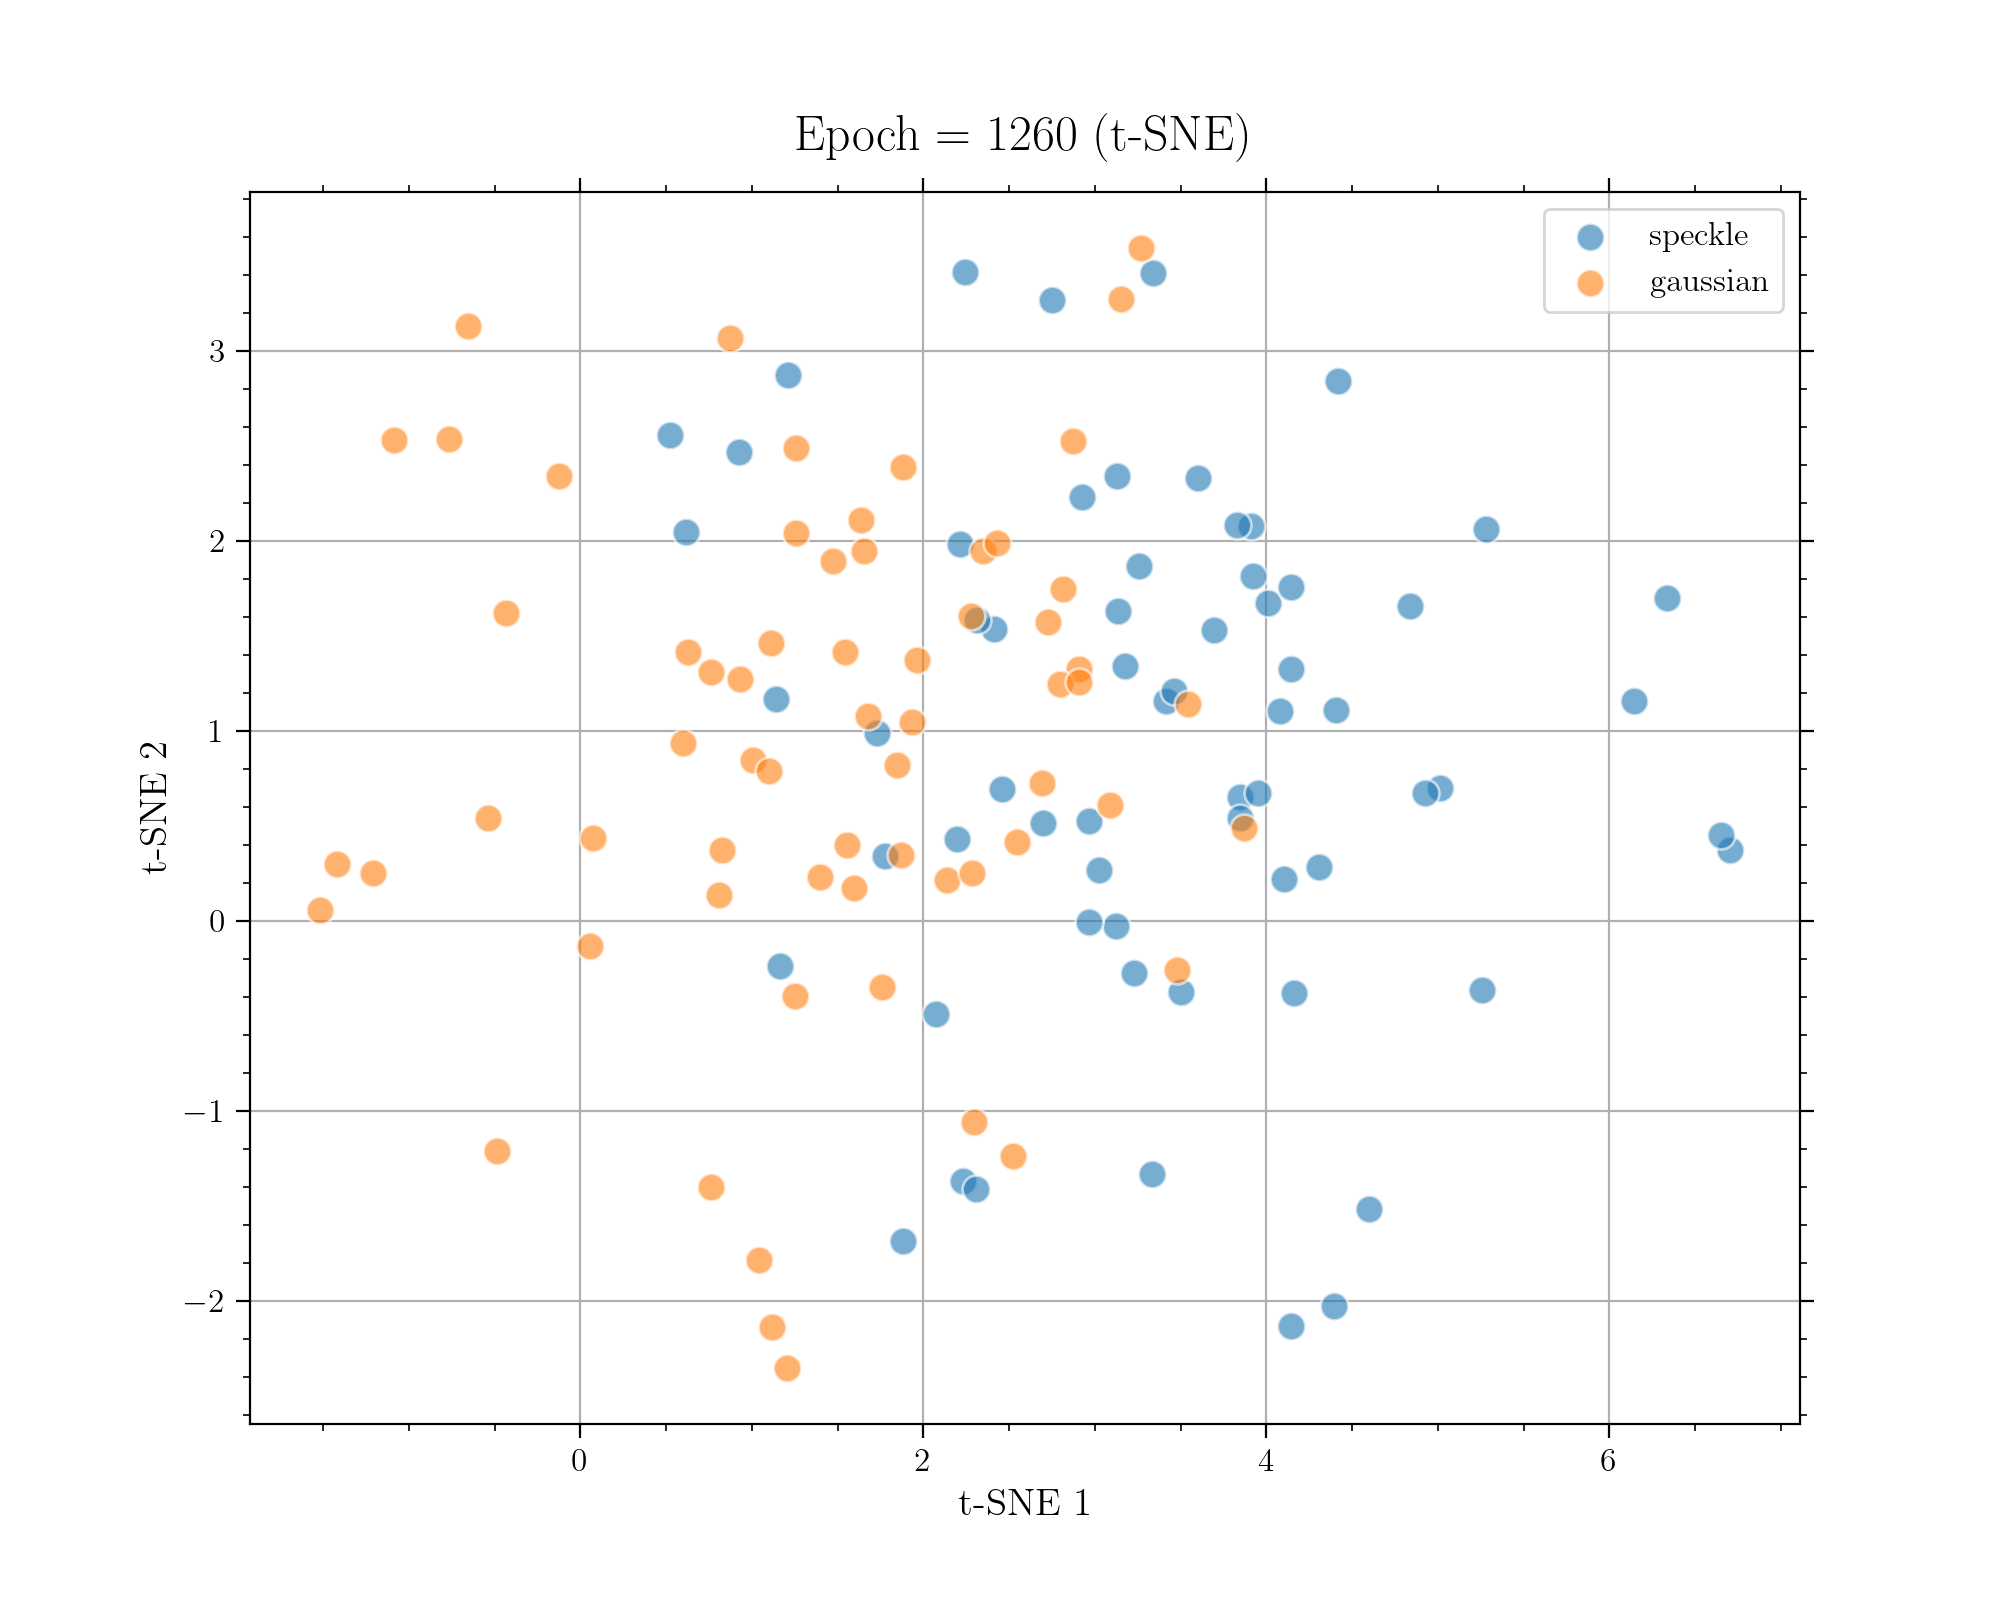 Epoch = 1260 (t-SNE)
speckle
gaussian
3
2
1
0
−1
−2
t-SNE 2
0 2 4 6
t-SNE 1